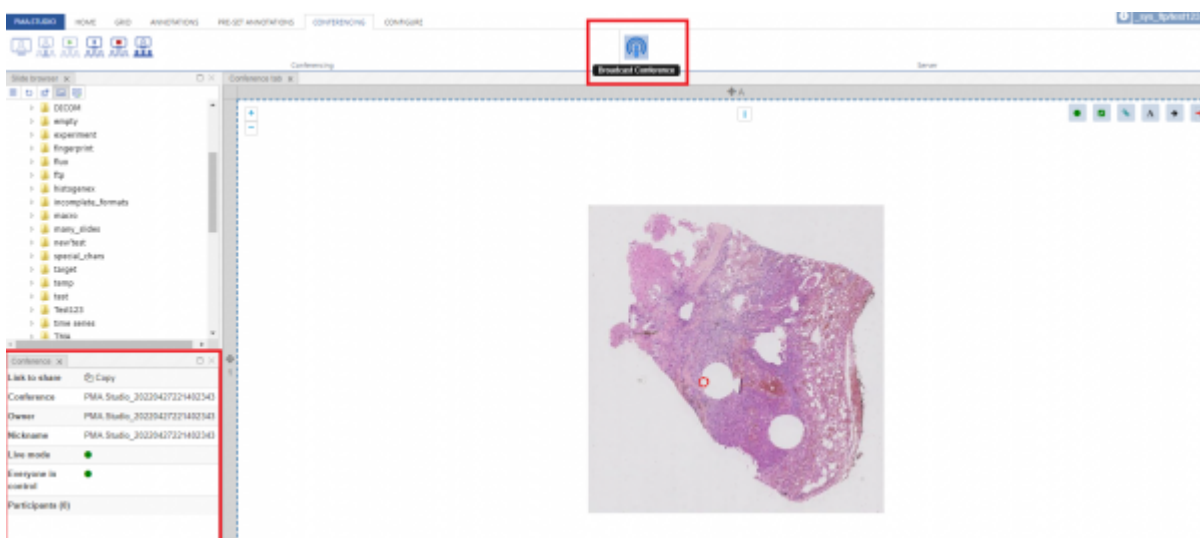 PMA.STUDIO HOME GRID ANNOTATIONS PRE-SET ANNOTATIONS CONFERENCING CONFIGURE
Conferencing
Broadcast Conference
Server
Slide browser x
Conference tab x
A
DICOM
empty
experiment
fingerprint
flux
ftp
histogenex
incomplete_formats
macro
many_slides
new'test
special_chars
target
temp
test
Test123
time series
TMA
Conference x
Link to share Copy
Conference PMA.Studio_20220427221402343
Owner PMA.Studio_20220427221402343
Nickname PMA.Studio_20220427221402343
Live mode
Everyone in
control
Participants (0)
1
A